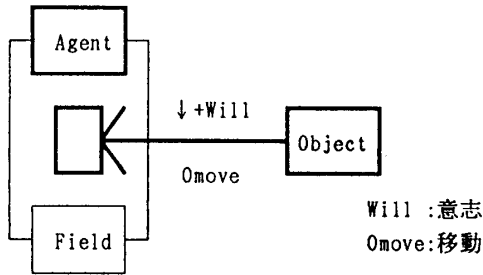 Agent
↓+Will
Object
Omove
Will :意志
Field
Omove:移動